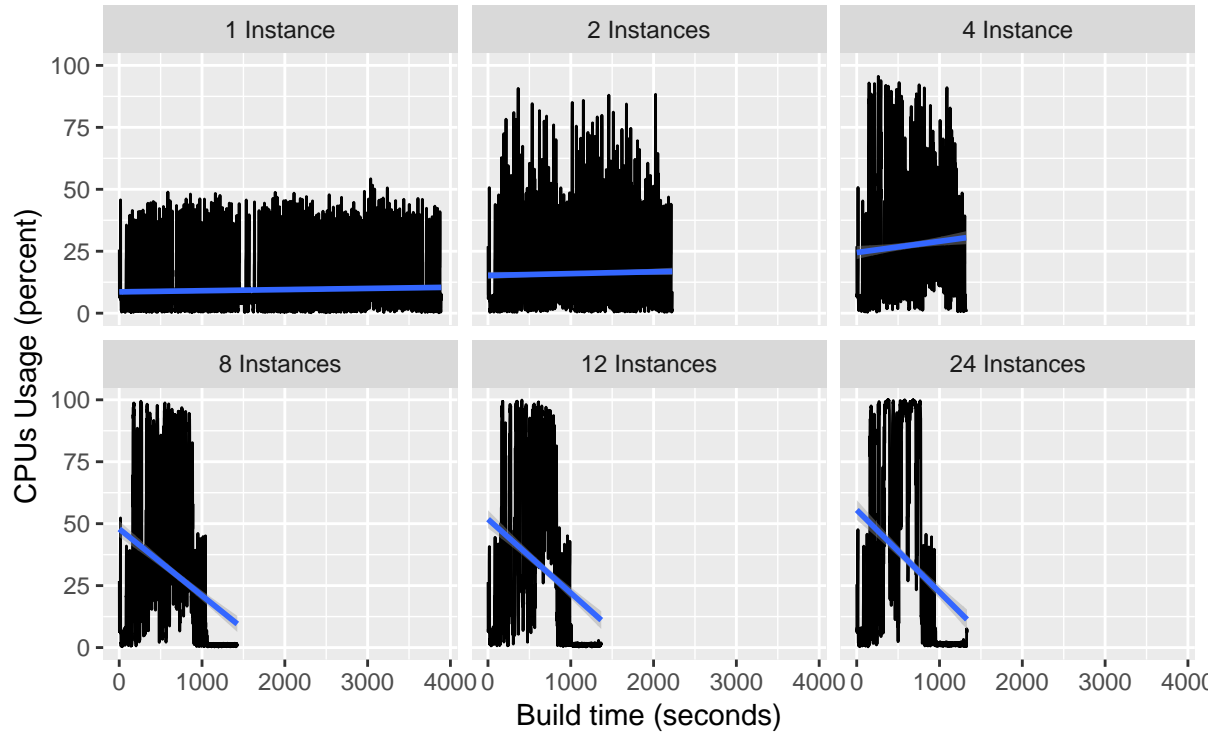 1 Instance
2 Instances
4 Instance
100
75
50
25
0
8 Instances
12 Instances
24 Instances
100
75
50
25
0
CPUs Usage (percent)
0 1000 2000 3000 4000
0 1000 2000 3000 4000
0 1000 2000 3000 400
Build time (seconds)